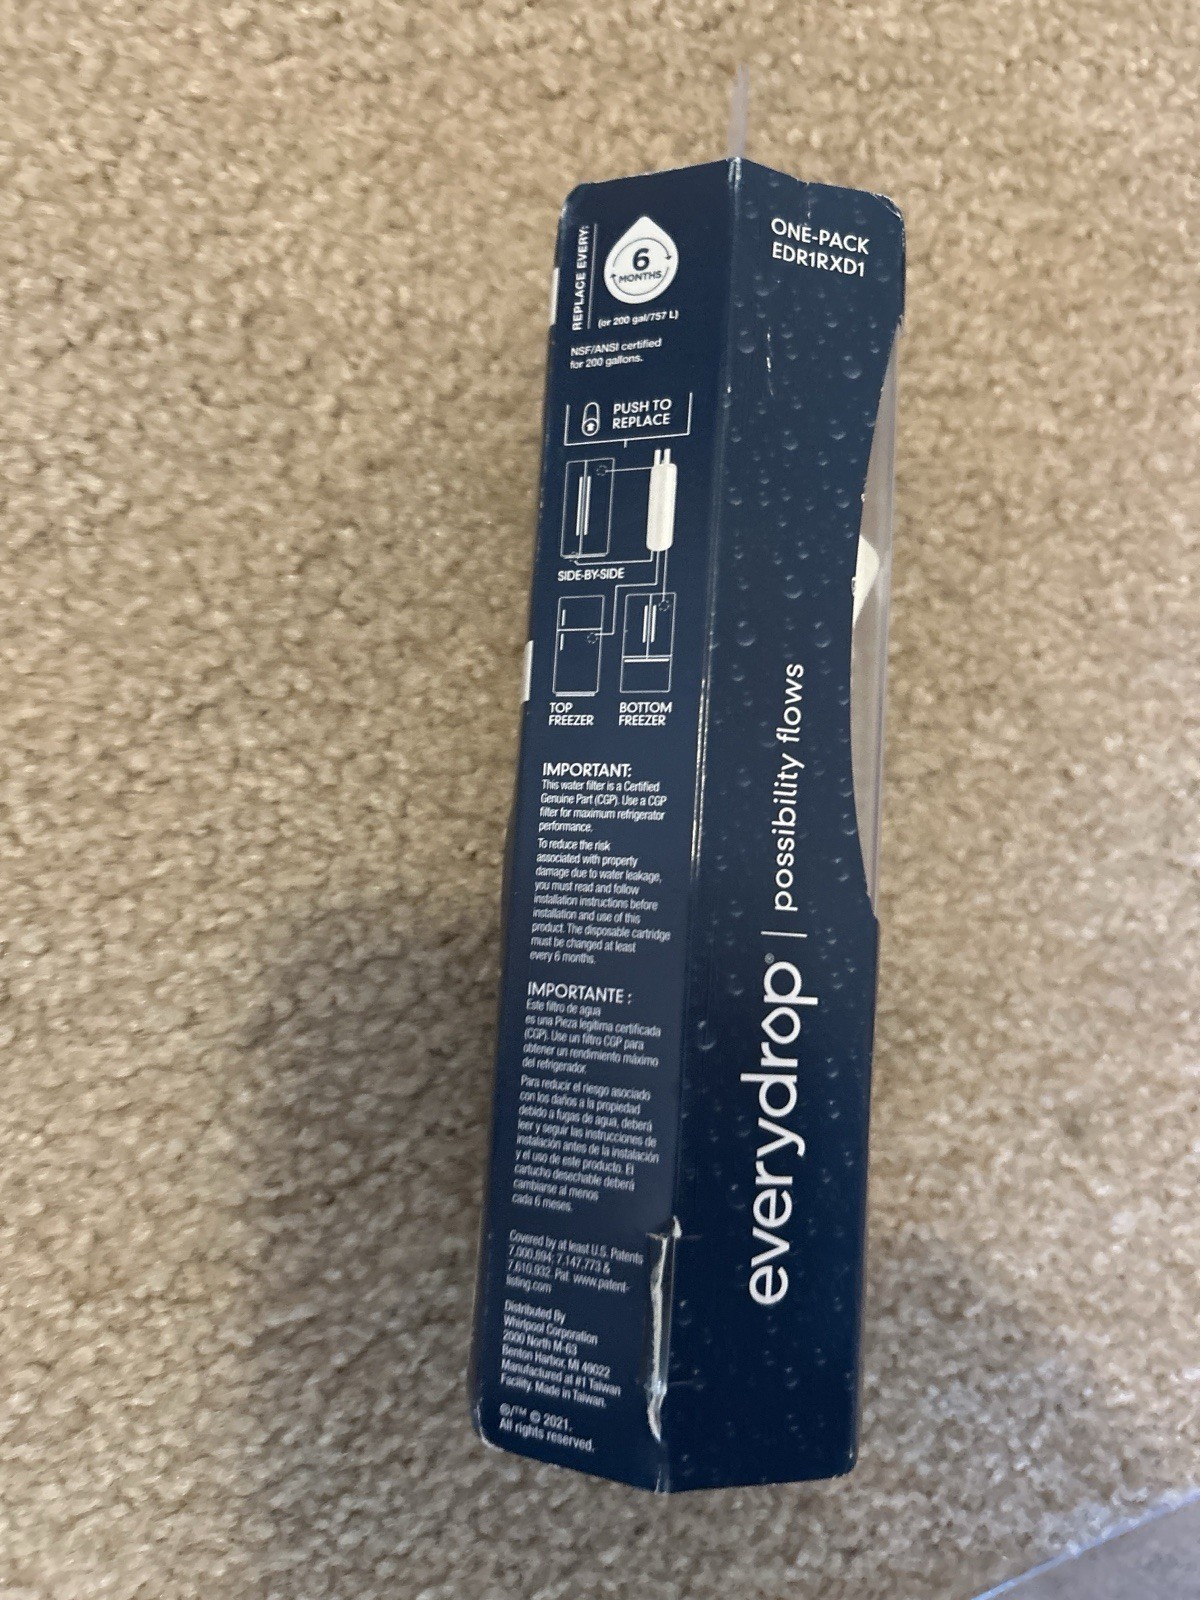 REPLACE EVERY:
6
MONTHS
(or 200 gal/757 L)
NSF/ANSI certified
for 200 gallons.
PUSH TO
REPLACE
SIDE-BY-SIDE
TOP
FREEZER
BOTTOM
FREEZER
IMPORTANT:
This water filter is a Certified
Genuine Part (CGP). Use a CGP
filter for maximum refrigerator
performance.
To reduce the risk
associated with property
damage due to water leakage,
you must read and follow
installation instructions before
installation and use of this
product. The disposable cartridge
must be changed at least
every 6 months.
IMPORTANTE :
Este filtro de agua
es una Pieza legítima certificada
(CGP). Use un filtro CGP para
obtener un rendimiento máximo
del refrigerador.
Para reducir el riesgo asociado
con los daños a la propiedad
debido a fugas de agua, deberá
leer y seguir las instrucciones de
instalación antes de la instalación
y el uso de este producto. El
cartucho desechable deberá
cambiarse al menos
cada 6 meses.
Covered by at least U.S. Patents
7,000,894; 7,147,773 &
7,610,932. Pat. www.patent-
listing.com
Distributed By
Whirlpool Corporation
2000 North M-63
Benton Harbor, MI 49022
Manufactured at #1 Taiwan
Facility. Made in Taiwan.
®/™ © 2021.
All rights reserved.
ONE-PACK
EDR1RXD1
everydrop® | possibility flows